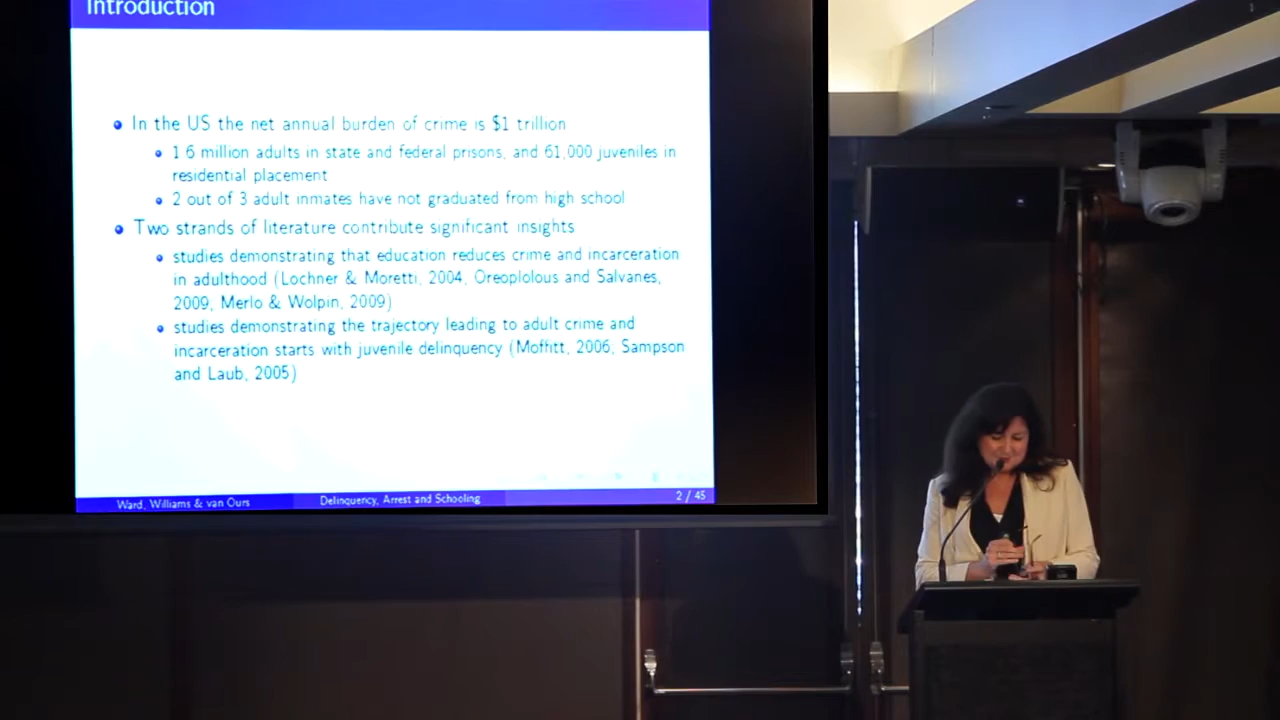 Introduction
In the US the net annual burden of crime is $1 trillion
1 6 million adults in state and federal prisons, and 61,000 juveniles in
residential placement
2 out of 3 adult inmates have not graduated from high school
Two strands of literature contribute significant insights
studies demonstrating that education reduces crime and incarceration
in adulthood (Lochner & Moretti, 2004, Oreoplolous and Salvanes,
2009, Merlo & Wolpin, 2009)
studies demonstrating the trajectory leading to adult crime and
incarceration starts with juvenile delinquency (Moffitt, 2006, Sampson
and Laub, 2005)
Ward, Williams & van Ours Delinquency, Arrest and Schooling 2 / 45